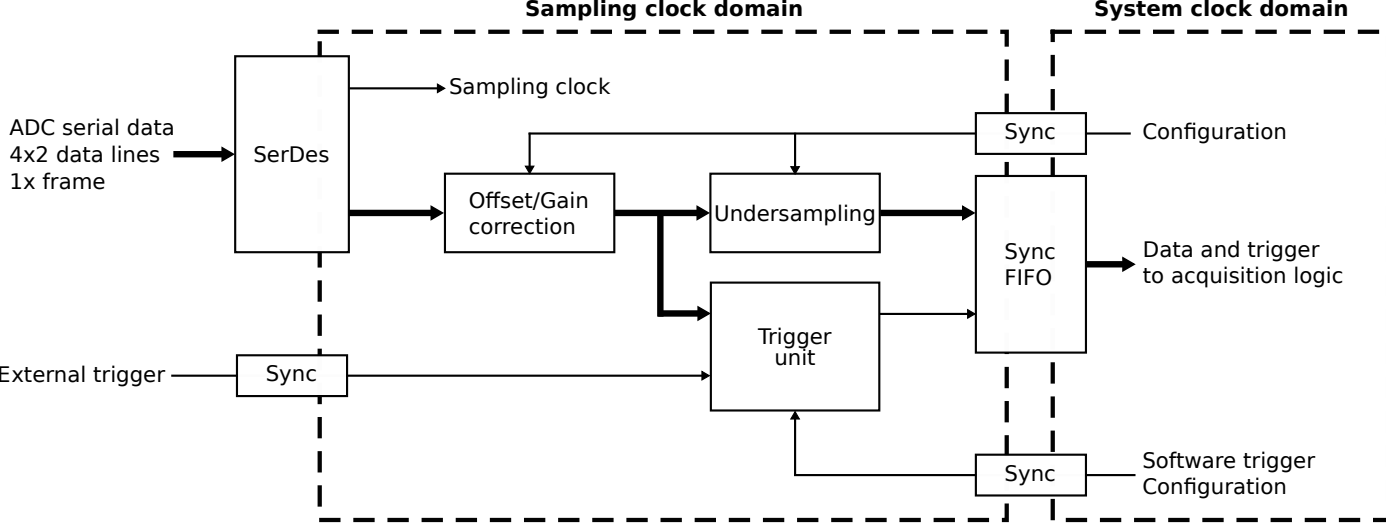 Sampling clock domain
System clock domain
Sampling clock
ADC serial data
4x2 data lines
1x frame
SerDes
Sync
Configuration
Offset/Gain
correction
Undersampling
Sync
FIFO
Data and trigger
to acquisition logic
Trigger
unit
External trigger
Sync
Sync
Software trigger
Configuration